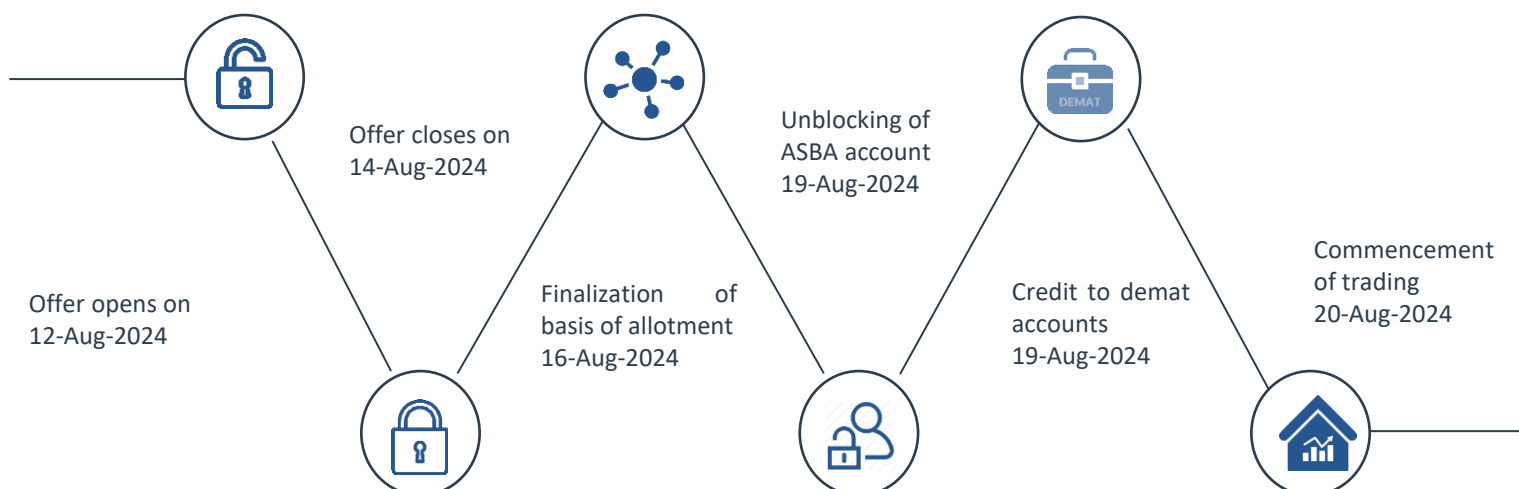 Offer opens on
12-Aug-2024
Offer closes on
14-Aug-2024
Finalization of
basis of allotment
16-Aug-2024
Unblocking of
ASBA account
19-Aug-2024
DEMAT
Credit to demat
accounts
19-Aug-2024
Commencement
of trading
20-Aug-2024